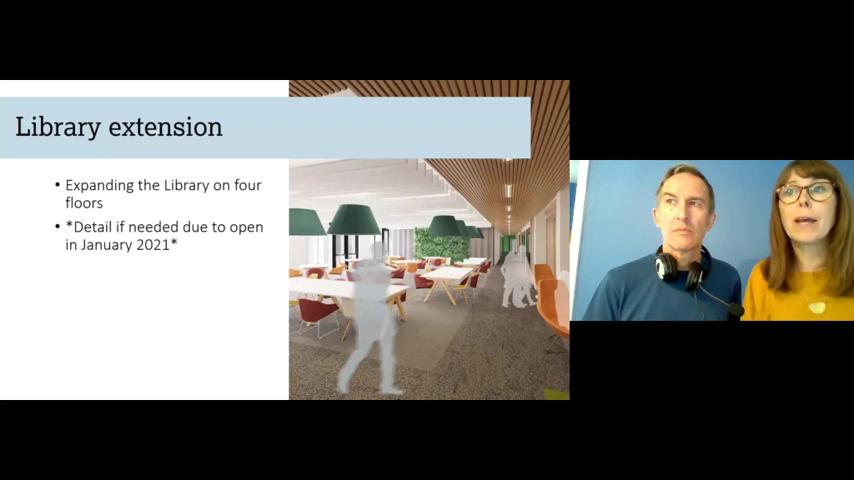 Library extension
• Expanding the Library on four
floors
• *Detail if needed due to open
in January 2021*